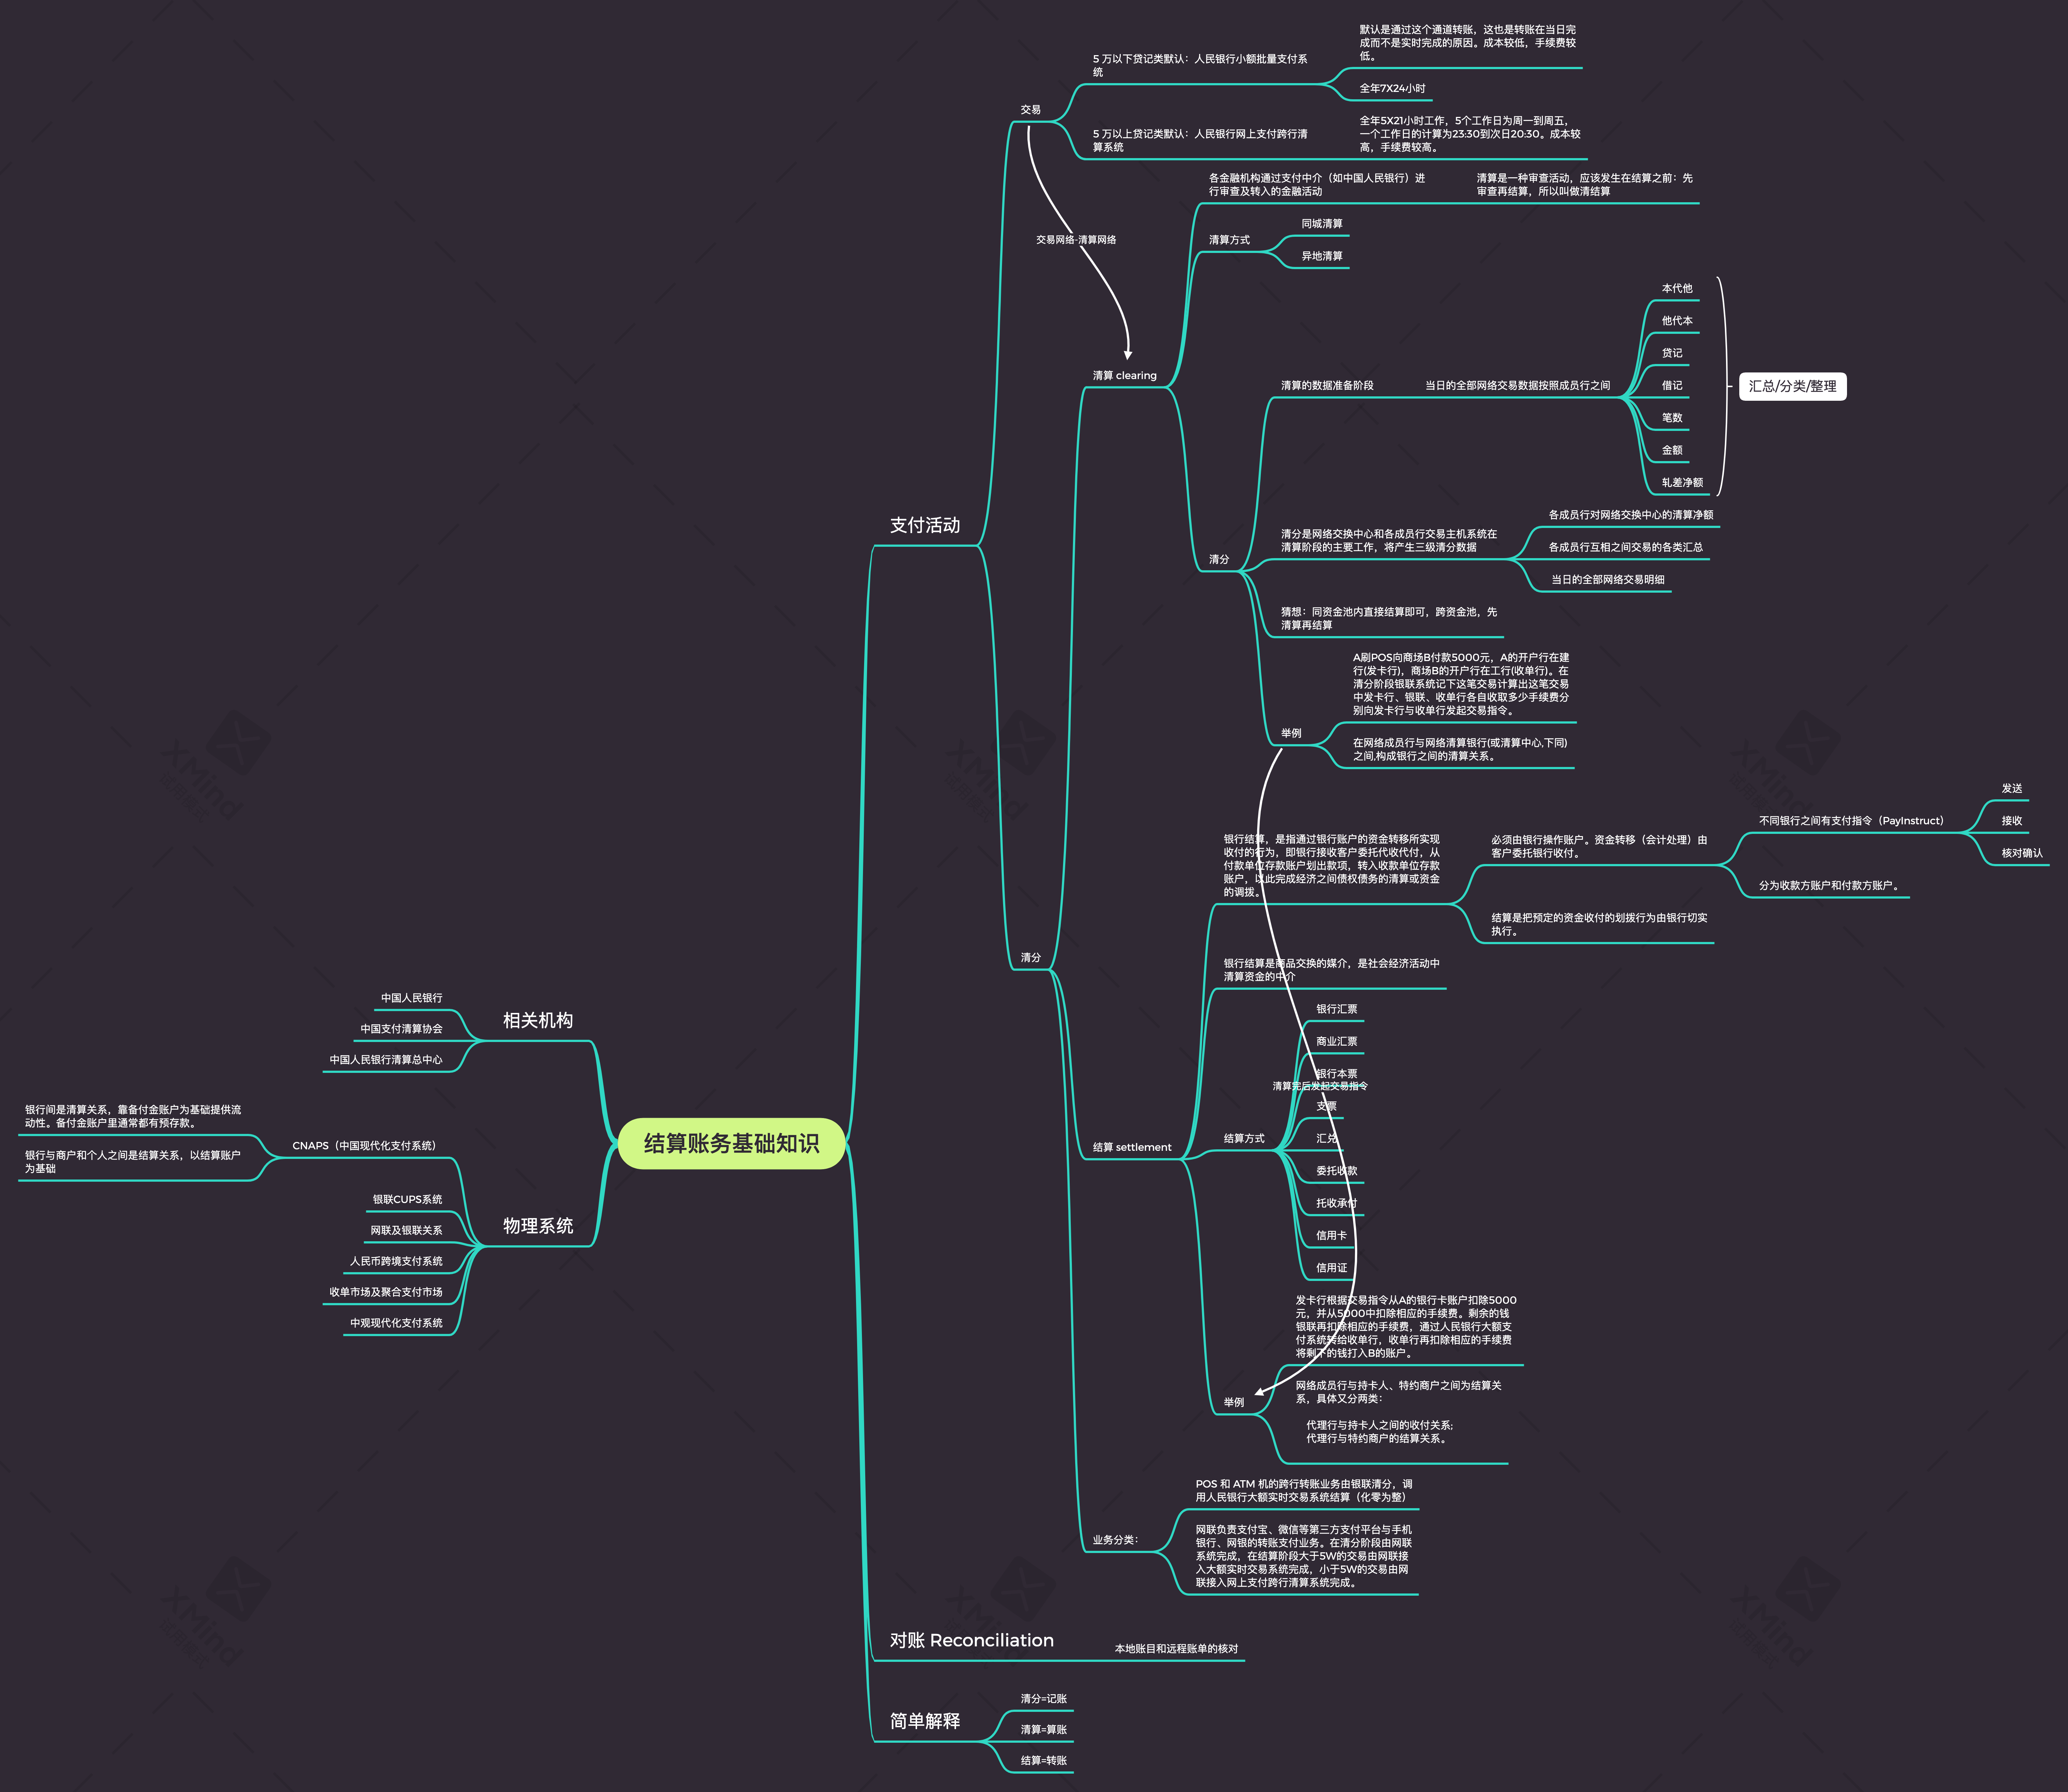 默认是通过这个通道转账，这也是转账在当日完
成而不是实时完成的原因。成本较低，手续费较
低。
5 万以下贷记类默认：人民银行小额批量支付系
统
全年7X24小时
交易
5 万以上贷记类默认：人民银行网上支付跨行清
算系统
全年5X21小时工作，5个工作日为周一到周五，
一个工作日的计算为23:30到次日20:30。成本较
高，手续费较高。
交易网络-清算网络
各金融机构通过支付中介（如中国人民银行）进
行审查及转入的金融活动
清算是一种审查活动，应该发生在结算之前：先
审查再结算，所以叫做清结算
清算方式
同城清算
异地清算
清算 clearing
清算的数据准备阶段
当日的全部网络交易数据按照成员行之间
本代他
他代本
贷记
借记
笔数
金额
轧差净额
汇总/分类/整理
支付活动
清分
清分是网络交换中心和各成员行交易主机系统在
清算阶段的主要工作，将产生三级清分数据
各成员行对网络交换中心的清算净额
各成员行互相之间交易的各类汇总
当日的全部网络交易明细
猜想：同资金池内直接结算即可，跨资金池，先
清算再结算
举例
A刷POS向商场B付款5000元，A的开户行在建
行(发卡行)，商场B的开户行在工行(收单行)。在
清分阶段银联系统记下这笔交易计算出这笔交易
中发卡行、银联、收单行各自收取多少手续费分
别向发卡行与收单行发起交易指令。
在网络成员行与网络清算银行(或清算中心,下同)
之间,构成银行之间的清算关系。
清分
银行结算，是指通过银行账户的资金转移所实现
收付的行为，即银行接收客户委托代收代付，从
付款单位存款账户划出款项，转入收款单位存款
账户，以此完成经济之间债权债务的清算或资金
的调拨。
必须由银行操作账户。资金转移（会计处理）由
客户委托银行收付。
不同银行之间有支付指令（PayInstruct）
发送
接收
核对确认
分为收款方账户和付款方账户。
结算是把预定的资金收付的划拨行为由银行切实
执行。
银行结算是商品交换的媒介，是社会经济活动中
清算资金的中介
结算 settlement
结算方式
银行汇票
商业汇票
银行本票
清算完后发起交易指令
支票
汇兑
委托收款
托收承付
信用卡
信用证
举例
发卡行根据交易指令从A的银行卡账户扣除5000
元，并从5000中扣除相应的手续费。剩余的钱
银联再扣除相应的手续费，通过人民银行大额支
付系统转给收单行，收单行再扣除相应的手续费
将剩下的钱打入B的账户。
网络成员行与持卡人、特约商户之间为结算关
系，具体又分两类：
代理行与持卡人之间的收付关系;
代理行与特约商户的结算关系。
业务分类：
POS 和 ATM 机的跨行转账业务由银联清分，调
用人民银行大额实时交易系统结算（化零为整）
网联负责支付宝、微信等第三方支付平台与手机
银行、网银的转账支付业务。在清分阶段由网联
系统完成，在结算阶段大于5W的交易由网联接
入大额实时交易系统完成，小于5W的交易由网
联接入网上支付跨行清算系统完成。
对账 Reconciliation
本地账目和远程账单的核对
简单解释
清分=记账
清算=算账
结算=转账
结算账务基础知识
相关机构
中国人民银行
中国支付清算协会
中国人民银行清算总中心
物理系统
CNAPS（中国现代化支付系统）
银行间是清算关系，靠备付金账户为基础提供流
动性。备付金账户里通常都有预存款。
银行与商户和个人之间是结算关系，以结算账户
为基础
银联CUPS系统
网联及银联关系
人民币跨境支付系统
收单市场及聚合支付市场
中观现代化支付系统
XMind
试用模式
XMind
试用模式
XMind
试用模式
XMind
试用模式
XMind
试用模式
XMind
试用模式